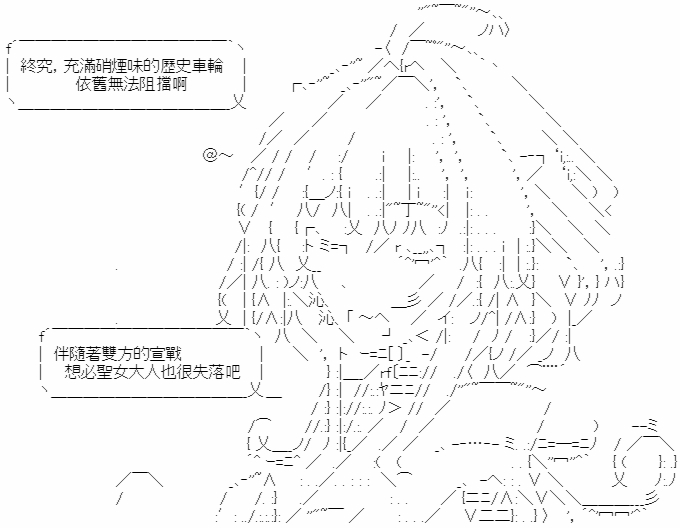 終究，充滿硝煙味的歷史車輪
依舊無法阻擋啊
伴隨著雙方的宣戰
想必聖女大人也很失落吧